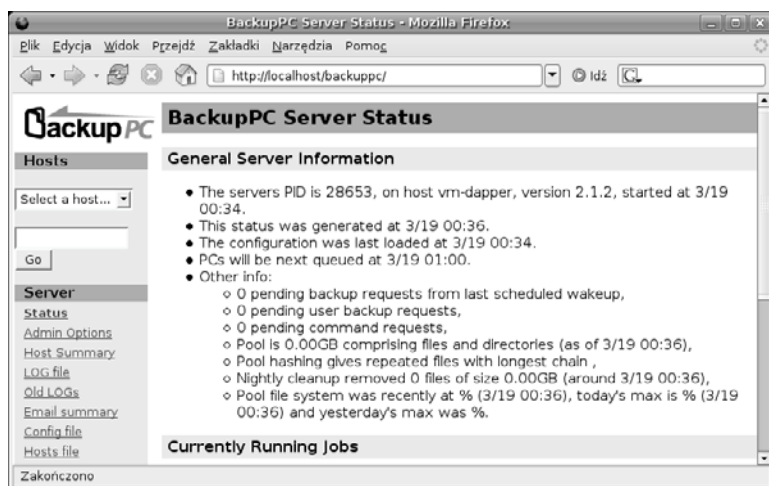 BackupPC Server Status - Mozilla Firefox
Plik Edycja Widok Przejdź Zakładki Narzędzia Pomoc
http://localhost/backuppc/ Idź G
BackupPC
BackupPC Server Status
Hosts
General Server Information
Select a host...
Go
• The servers PID is 28653, on host vm-dapper, version 2.1.2, started at 3/19
00:34.
• This status was generated at 3/19 00:36.
• The configuration was last loaded at 3/19 00:34.
• PCs will be next queued at 3/19 01:00.
• Other info:
○ 0 pending backup requests from last scheduled wakeup,
○ 0 pending user backup requests,
○ 0 pending command requests,
○ Pool is 0.00GB comprising files and directories (as of 3/19 00:36),
○ Pool hashing gives repeated files with longest chain ,
○ Nightly cleanup removed 0 files of size 0.00GB (around 3/19 00:36),
○ Pool file system was recently at % (3/19 00:36), today's max is % (3/19
00:36) and yesterday's max was %.
Server
Status
Admin Options
Host Summary
LOG file
Old LOGs
Email summary
Config file
Hosts file
Currently Running Jobs
Zakończono